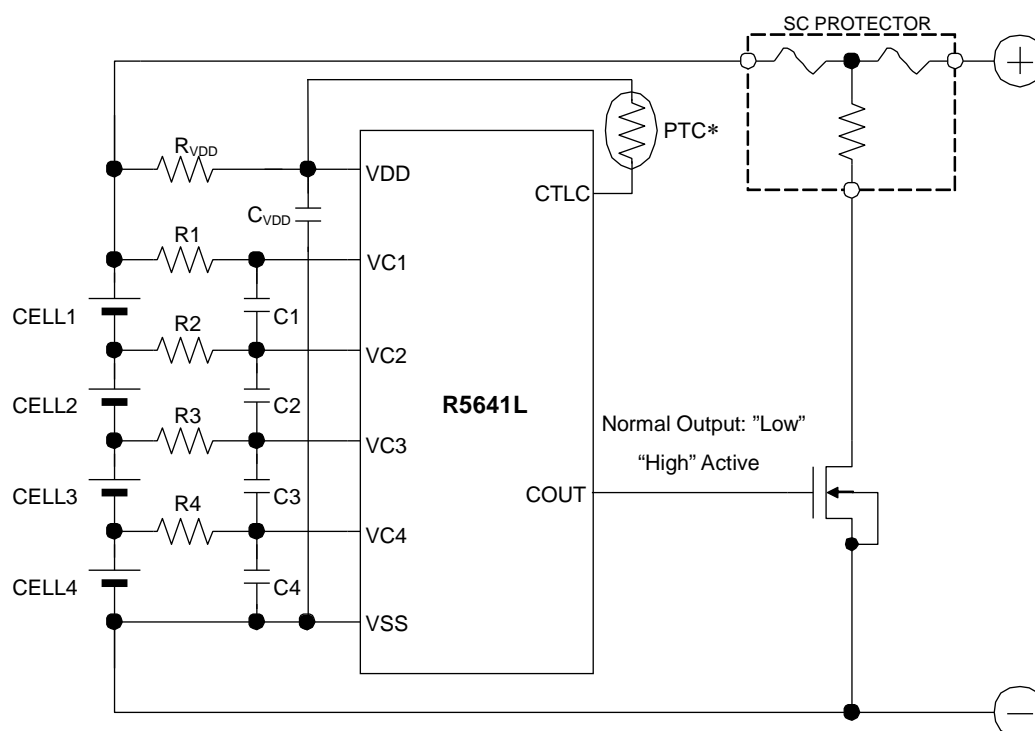 SC PROTECTOR
+
PTC*
RVDD
VDD
CTLC
CVDD
R1
VC1
CELL1
C1
R2
VC2
CELL2
C2
R5641L
R3
VC3
Normal Output: ”Low”
“High” Active
CELL3
C3
COUT
R4
VC4
CELL4
C4
VSS
−